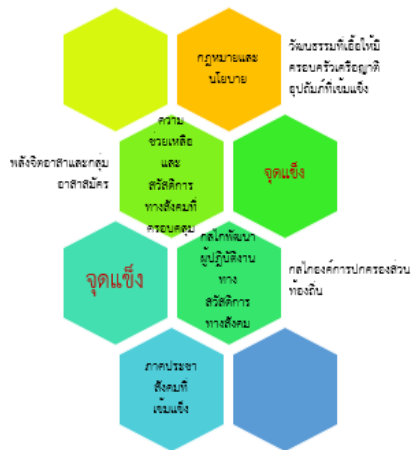 กฎหมายและ
นโยบาย
วัฒนธรรมที่เอื้อให้มี
ครอบครัวเครือญาติ
อุปถัมภ์ที่เข้มแข็ง
ความ
ช่วยเหลือ
และ
สวัสดิการ
ทางสังคมที่
ครอบคลุม
พลังจิตอาสาและกลุ่ม
อาสาสมัคร
จุดแข็ง
จุดแข็ง
กลไกพัฒนา
ผู้ปฏิบัติงาน
ทาง
สวัสดิการ
ทางสังคม
กลไกองค์การปกครองส่วน
ท้องถิ่น
ภาคประชา
สังคมที่
เข้มแข็ง